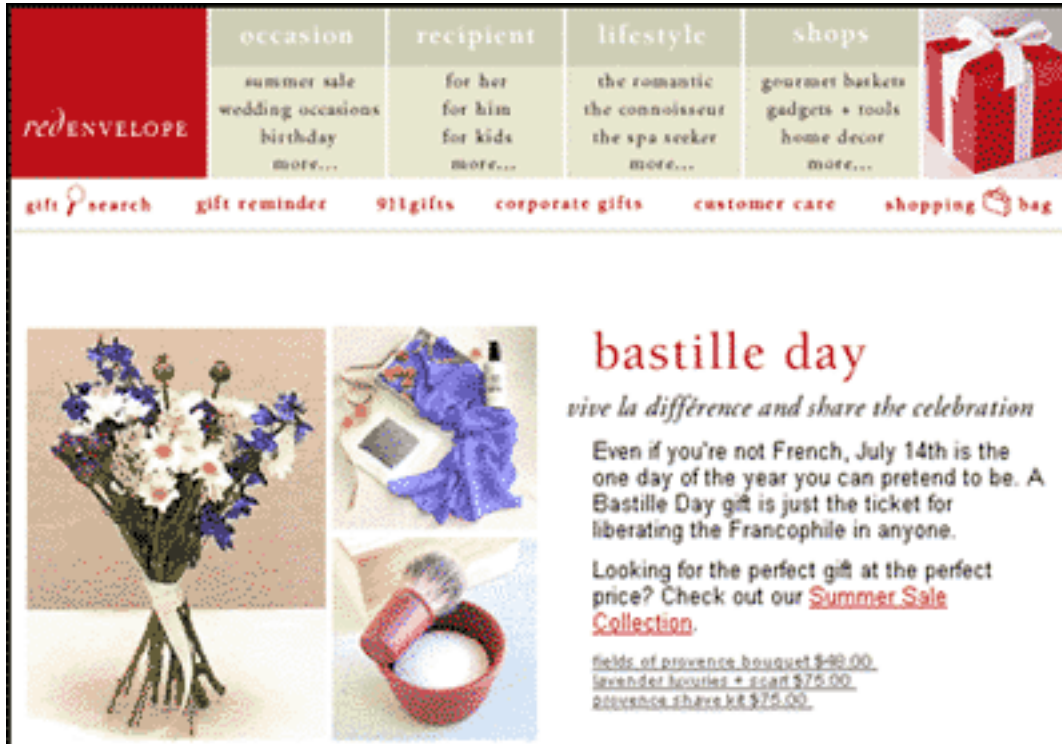 occasion
summer sale
wedding occasions
birthday
more...
recipient
for her
for him
for kids
more...
lifestyle
the romantic
the connoisseur
the spa seeker
more...
shops
gourmet baskets
gadgets + tools
home decor
more...
red ENVELOPE
gift search gift reminder 911gifts corporate gifts customer care shopping bag
bastille day
vive la différence and share the celebration
Even if you're not French, July 14th is the
one day of the year you can pretend to be. A
Bastille Day gift is just the ticket for
liberating the Francophile in anyone.
Looking for the perfect gift at the perfect
price? Check out our Summer Sale
Collection.
fields of provence bouquet $48.00
lavender luxuries + scarf $75.00
provence shave kit $75.00